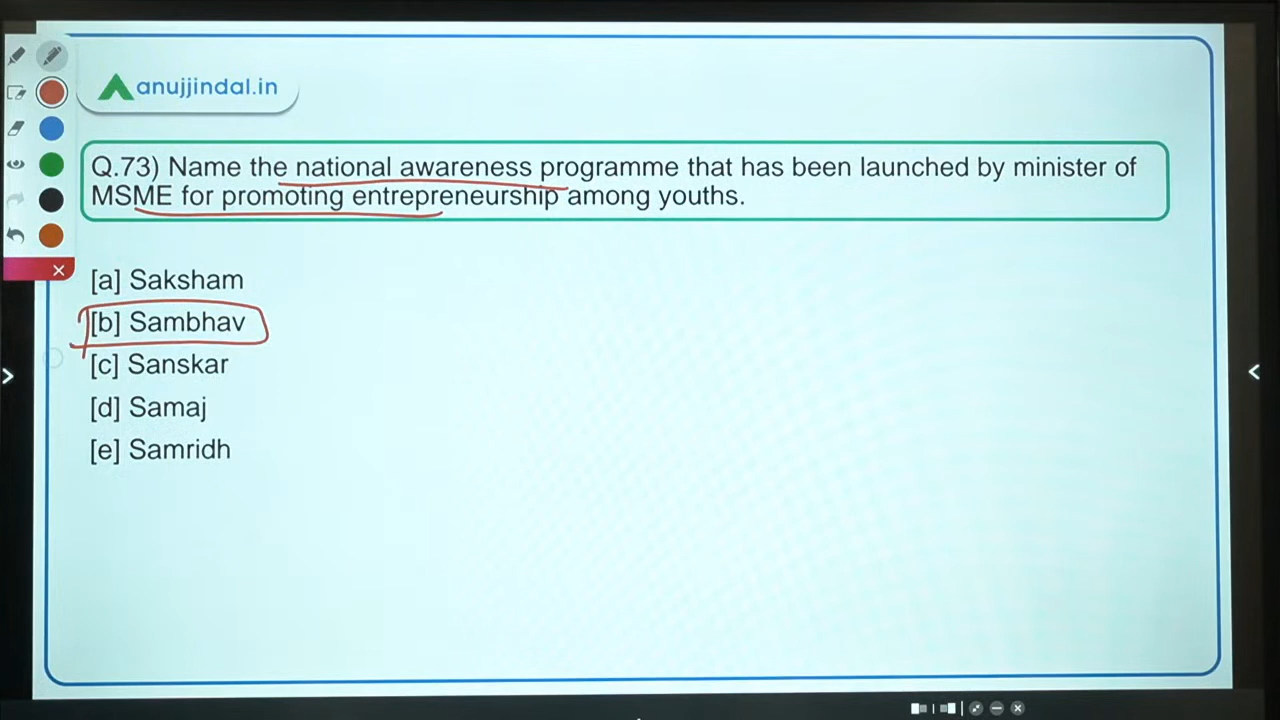 anujjindal.in
Q.73) Name the national awareness programme that has been launched by minister of
MSME for promoting entrepreneurship among youths.
[a] Saksham
[b] Sambhav
[c] Sanskar
[d] Samaj
[e] Samridh